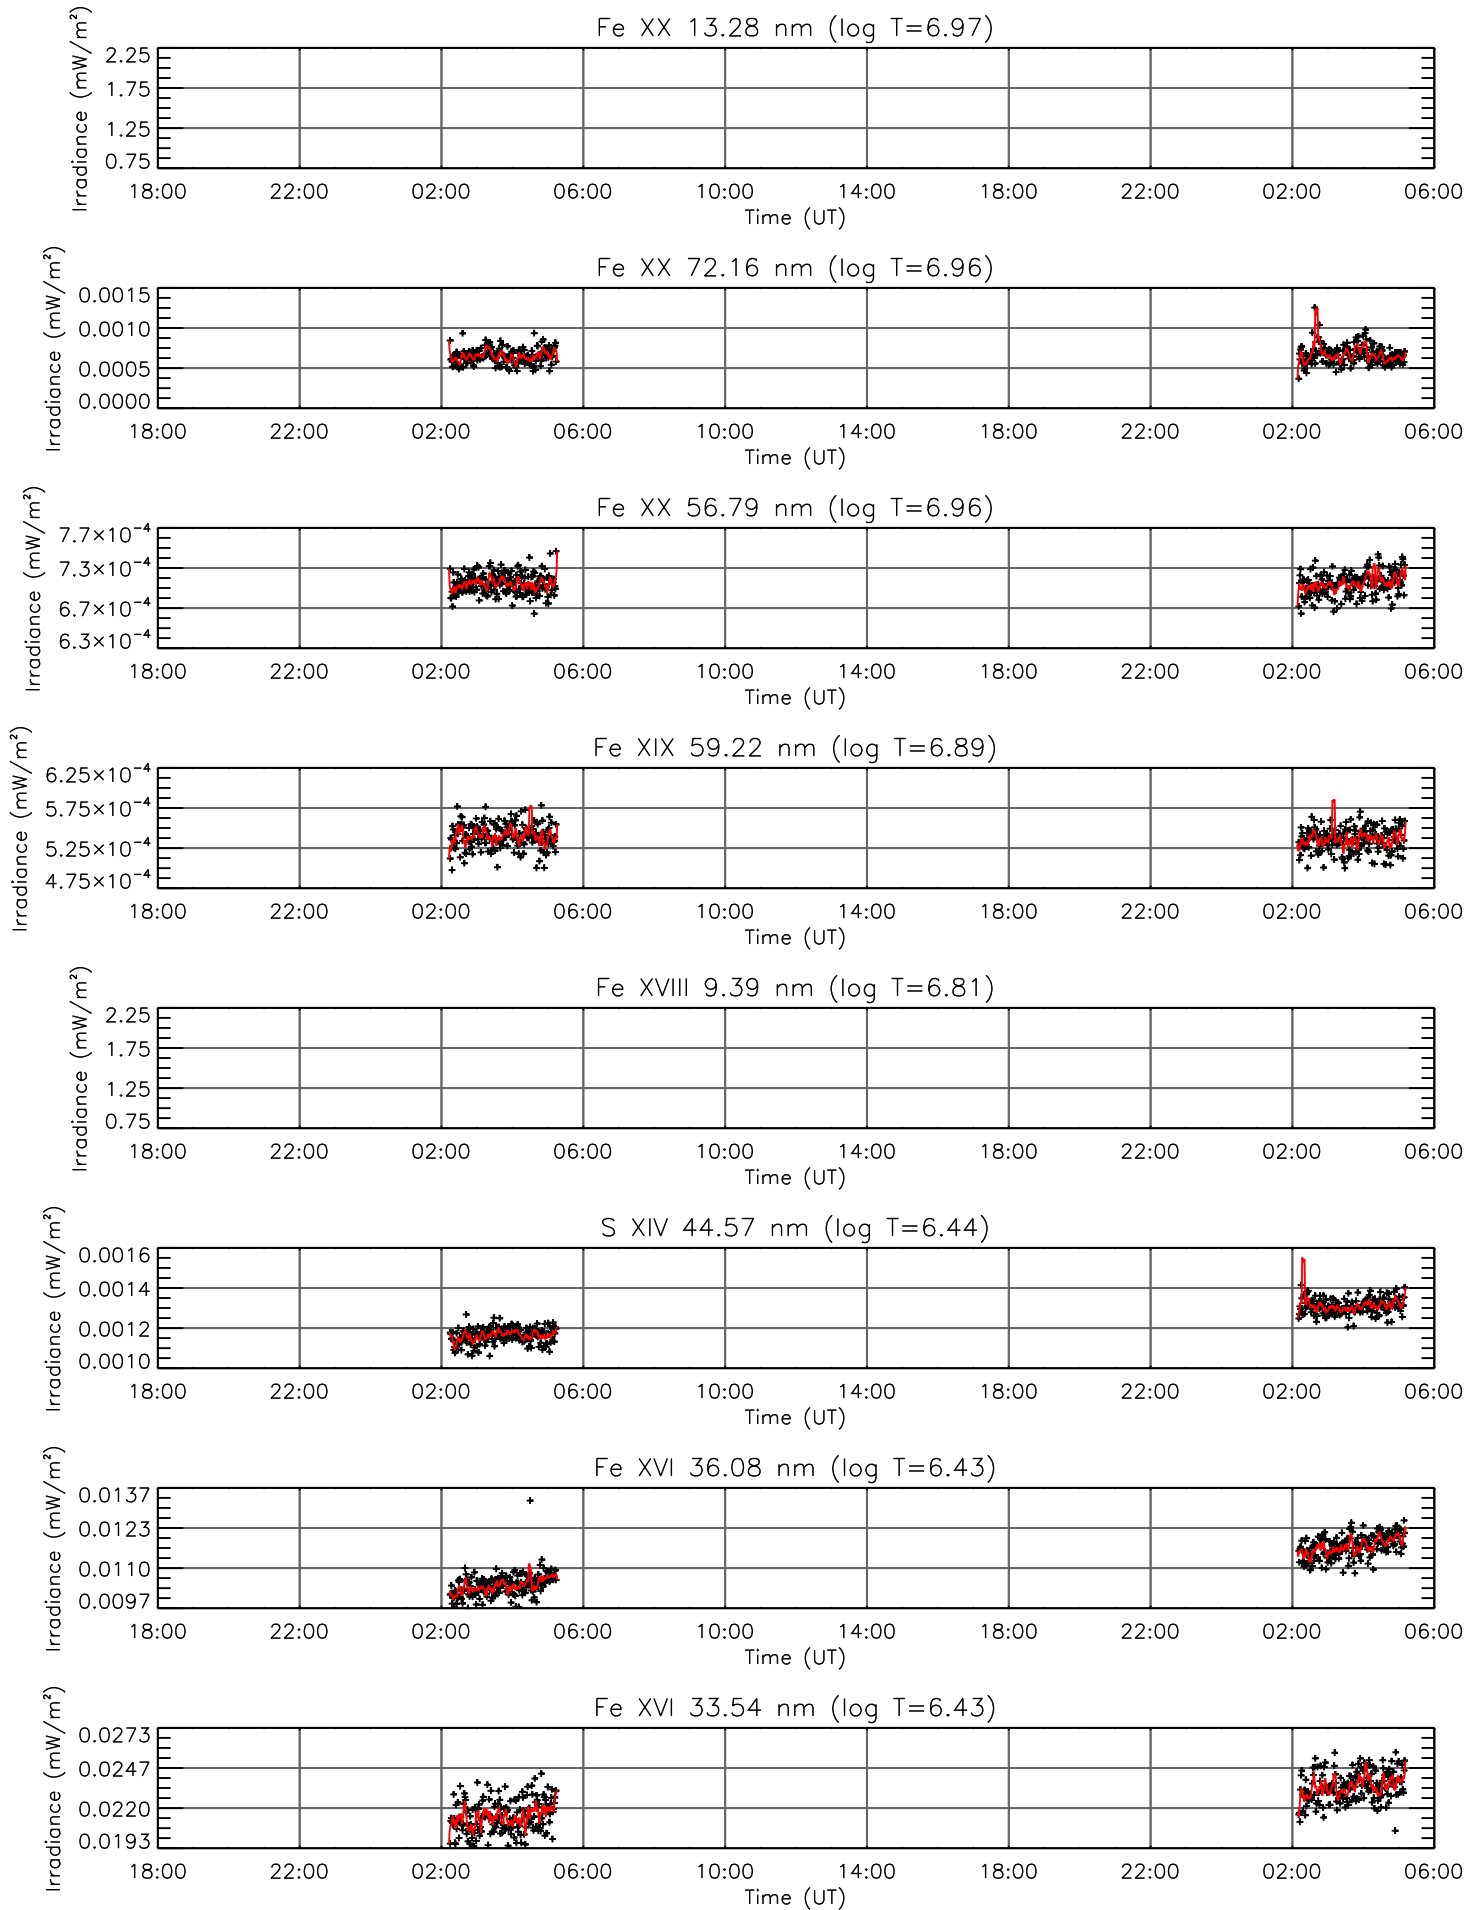 Fe XX 13.28 nm (log T=6.97)
Irradiance (mW/m²)
2.25
1.75
1.25
0.75
18:00 22:00 02:00 06:00 10:00 14:00 18:00 22:00 02:00 06:00
Time (UT)
Fe XX 72.16 nm (log T=6.96)
Irradiance (mW/m²)
0.0015
0.0010
0.0005
0.0000
18:00 22:00 02:00 06:00 10:00 14:00 18:00 22:00 02:00 06:00
Time (UT)
Fe XX 56.79 nm (log T=6.96)
Irradiance (mW/m²)
7.7×10⁻⁴
7.3×10⁻⁴
6.7×10⁻⁴
6.3×10⁻⁴
18:00 22:00 02:00 06:00 10:00 14:00 18:00 22:00 02:00 06:00
Time (UT)
Fe XIX 59.22 nm (log T=6.89)
Irradiance (mW/m²)
6.25×10⁻⁴
5.75×10⁻⁴
5.25×10⁻⁴
4.75×10⁻⁴
18:00 22:00 02:00 06:00 10:00 14:00 18:00 22:00 02:00 06:00
Time (UT)
Fe XVIII 9.39 nm (log T=6.81)
Irradiance (mW/m²)
2.25
1.75
1.25
0.75
18:00 22:00 02:00 06:00 10:00 14:00 18:00 22:00 02:00 06:00
Time (UT)
S XIV 44.57 nm (log T=6.44)
Irradiance (mW/m²)
0.0016
0.0014
0.0012
0.0010
18:00 22:00 02:00 06:00 10:00 14:00 18:00 22:00 02:00 06:00
Time (UT)
Fe XVI 36.08 nm (log T=6.43)
Irradiance (mW/m²)
0.0137
0.0123
0.0110
0.0097
18:00 22:00 02:00 06:00 10:00 14:00 18:00 22:00 02:00 06:00
Time (UT)
Fe XVI 33.54 nm (log T=6.43)
Irradiance (mW/m²)
0.0273
0.0247
0.0220
0.0193
18:00 22:00 02:00 06:00 10:00 14:00 18:00 22:00 02:00 06:00
Time (UT)